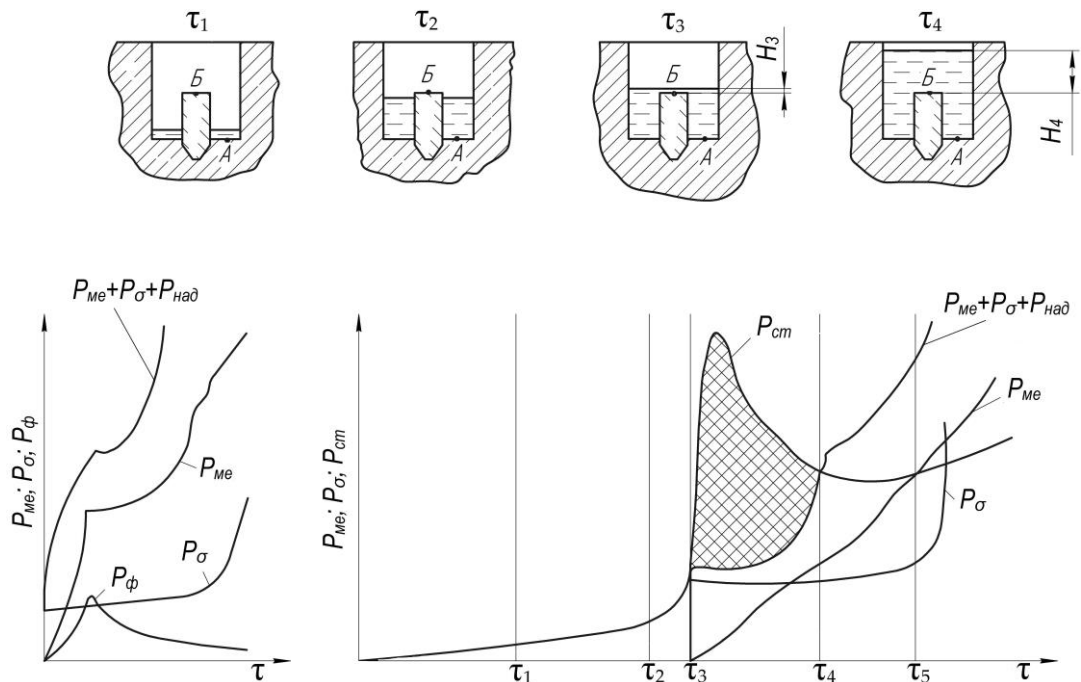 τ₁
τ₂
τ₃
τ₄
Б
А
Б
А
Б
А
H₃
Б
А
H₄
Pме+Pσ+Pнад
Pме; Pσ; Pф
Pме
Pσ
Pф
τ
Pме; Pσ; Pст
Pст
Pме+Pσ+Pнад
Pме
Pσ
τ₁
τ₂
τ₃
τ₄
τ₅
τ